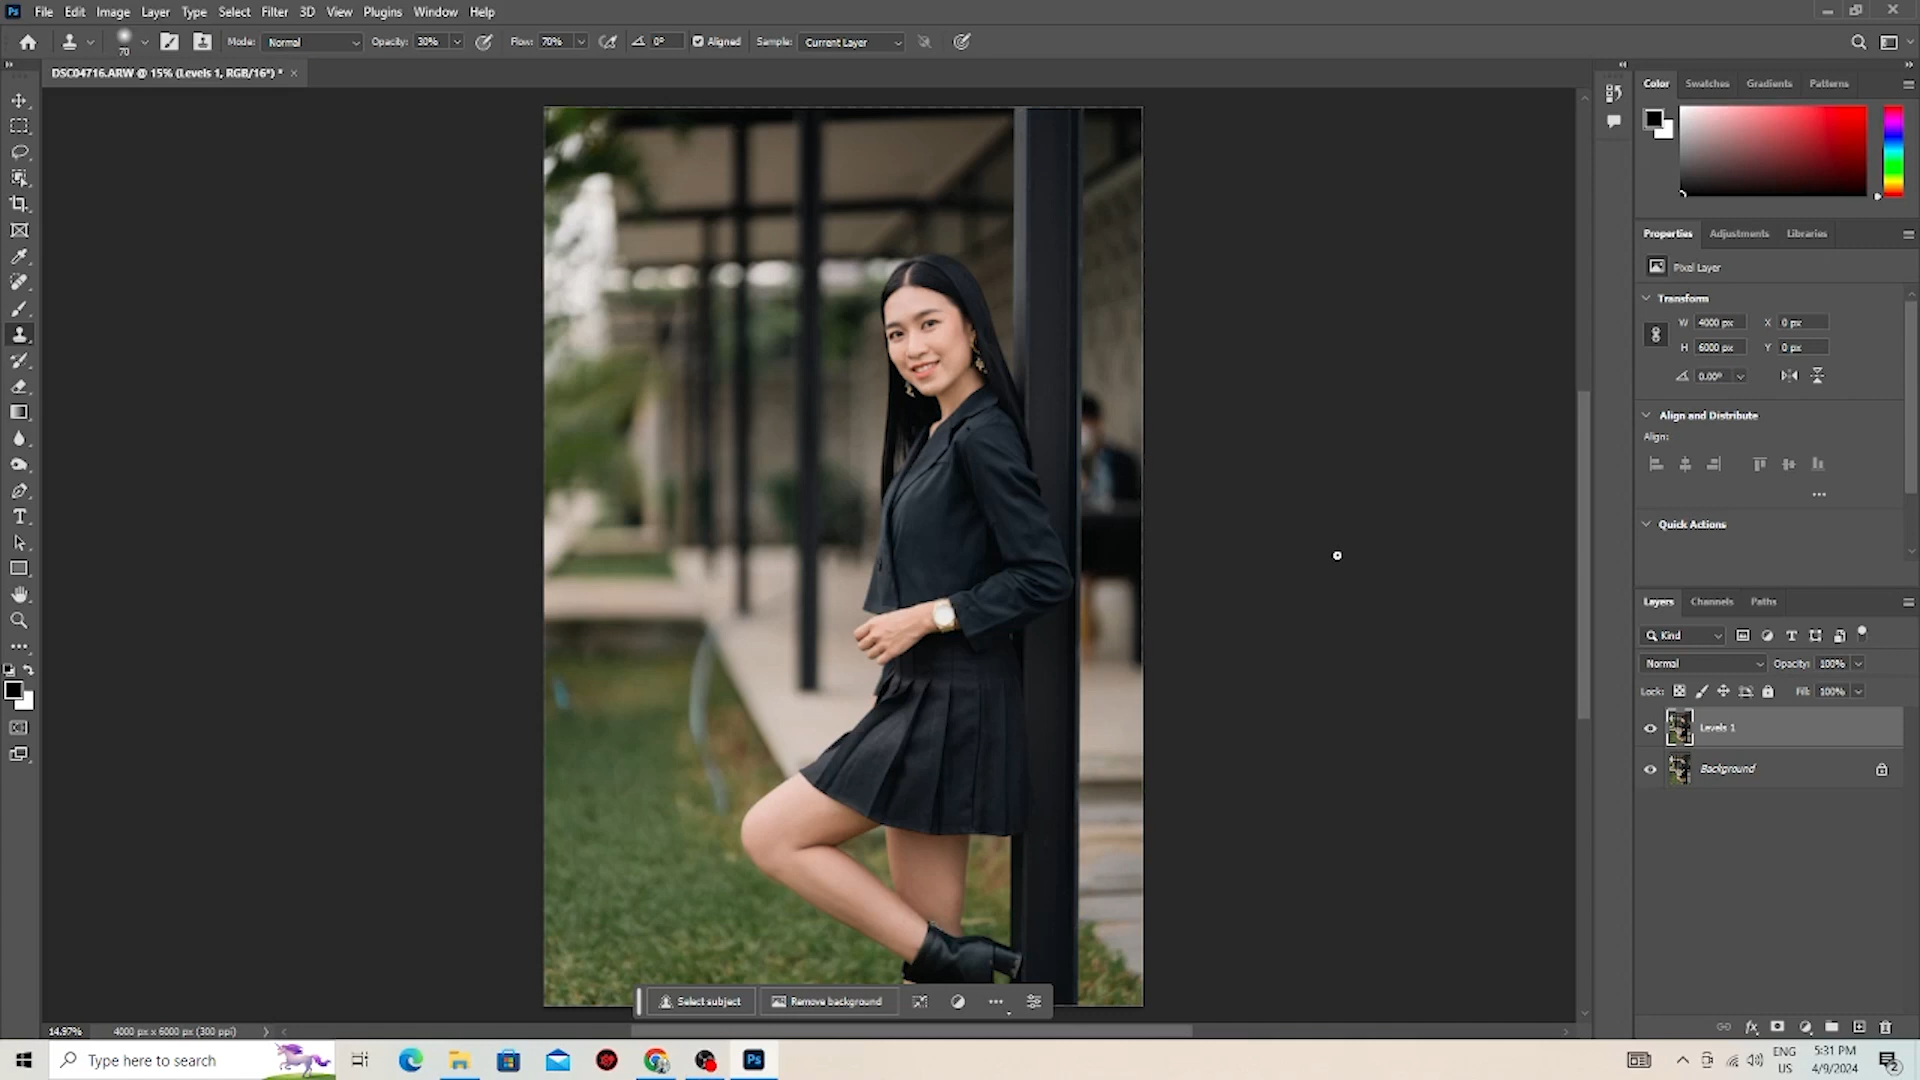 Ps File Edit Image Layer Type Select Filter 3D View Plugins Window Help
70 Mode: Normal Opacity: 30% Flow: 70% 0° Aligned Sample: Current Layer
DSC04716.ARW @ 15% (Levels 1, RGB/16*) * ×
Color Swatches Gradients Patterns
Properties Adjustments Libraries
Pixel Layer
Transform
W 4000 px X 0 px
H 6000 px Y 0 px
0.00°
Align and Distribute
Align:
Quick Actions
Layers Channels Paths
Kind
Normal Opacity: 100%
Lock: Fill: 100%
Levels 1
Background
Select subject Remove background
14.97% 4000 px x 6000 px (300 ppi)
Type here to search
Ps
ENG
US
5:31 PM
4/9/2024
2